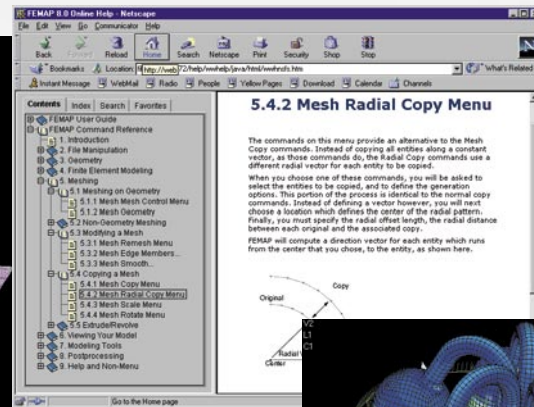 FEMAP 8.0 Online Help - Netscape
File Edit View Go Communicator Help
Back Forward Reload Home Search Netscape Print Security Shop Stop
Bookmarks Location: http://web 72/help/wwhelp/java/html/wwhndfs.htm What's Related
Instant Message WebMail Radio People Yellow Pages Download Calendar Channels
Contents Index Search Favorites
FEMAP User Guide
FEMAP Command Reference
1. Introduction
2. File Manipulation
3. Geometry
4. Finite Element Modeling
5. Meshing
5.1 Meshing on Geometry
5.1.1 Mesh Mesh Control Menu
5.1.2 Mesh Geometry
5.2 Non-Geometry Meshing
5.3 Modifying a Mesh
5.3.1 Mesh Remesh Menu
5.3.2 Mesh Edge Members...
5.3.3 Mesh Smooth...
5.4 Copying a Mesh
5.4.1 Mesh Copy Menu
5.4.2 Mesh Radial Copy Menu
5.4.3 Mesh Scale Menu
5.4.4 Mesh Rotate Menu
5.5 Extrude/Revolve
6. Viewing Your Model
7. Modeling Tools
8. Postprocessing
9. Help and Non-Menu
5.4.2 Mesh Radial Copy Menu
The commands on this menu provide an alternative to the Mesh
Copy commands. Instead of copying all entities along a constant
vector, as those commands do, the Radial Copy commands use a
different radial vector for each entity to be copied.
When you choose one of these commands, you will be asked to
select the entities to be copied, and to define the generation
options. This portion of the process is identical to the normal copy
commands. Instead of defining a vector however, you will next
choose a location which defines the center of the radial pattern.
Finally, you must specify the radial offset length, the radial distance
between each original and the associated copy.
FEMAP will compute a direction vector for each entity which runs
from the center that you chose, to the entity, as shown here.
Copy
Original
Radial V
Center
V2
L1
C1
Go to the Home page